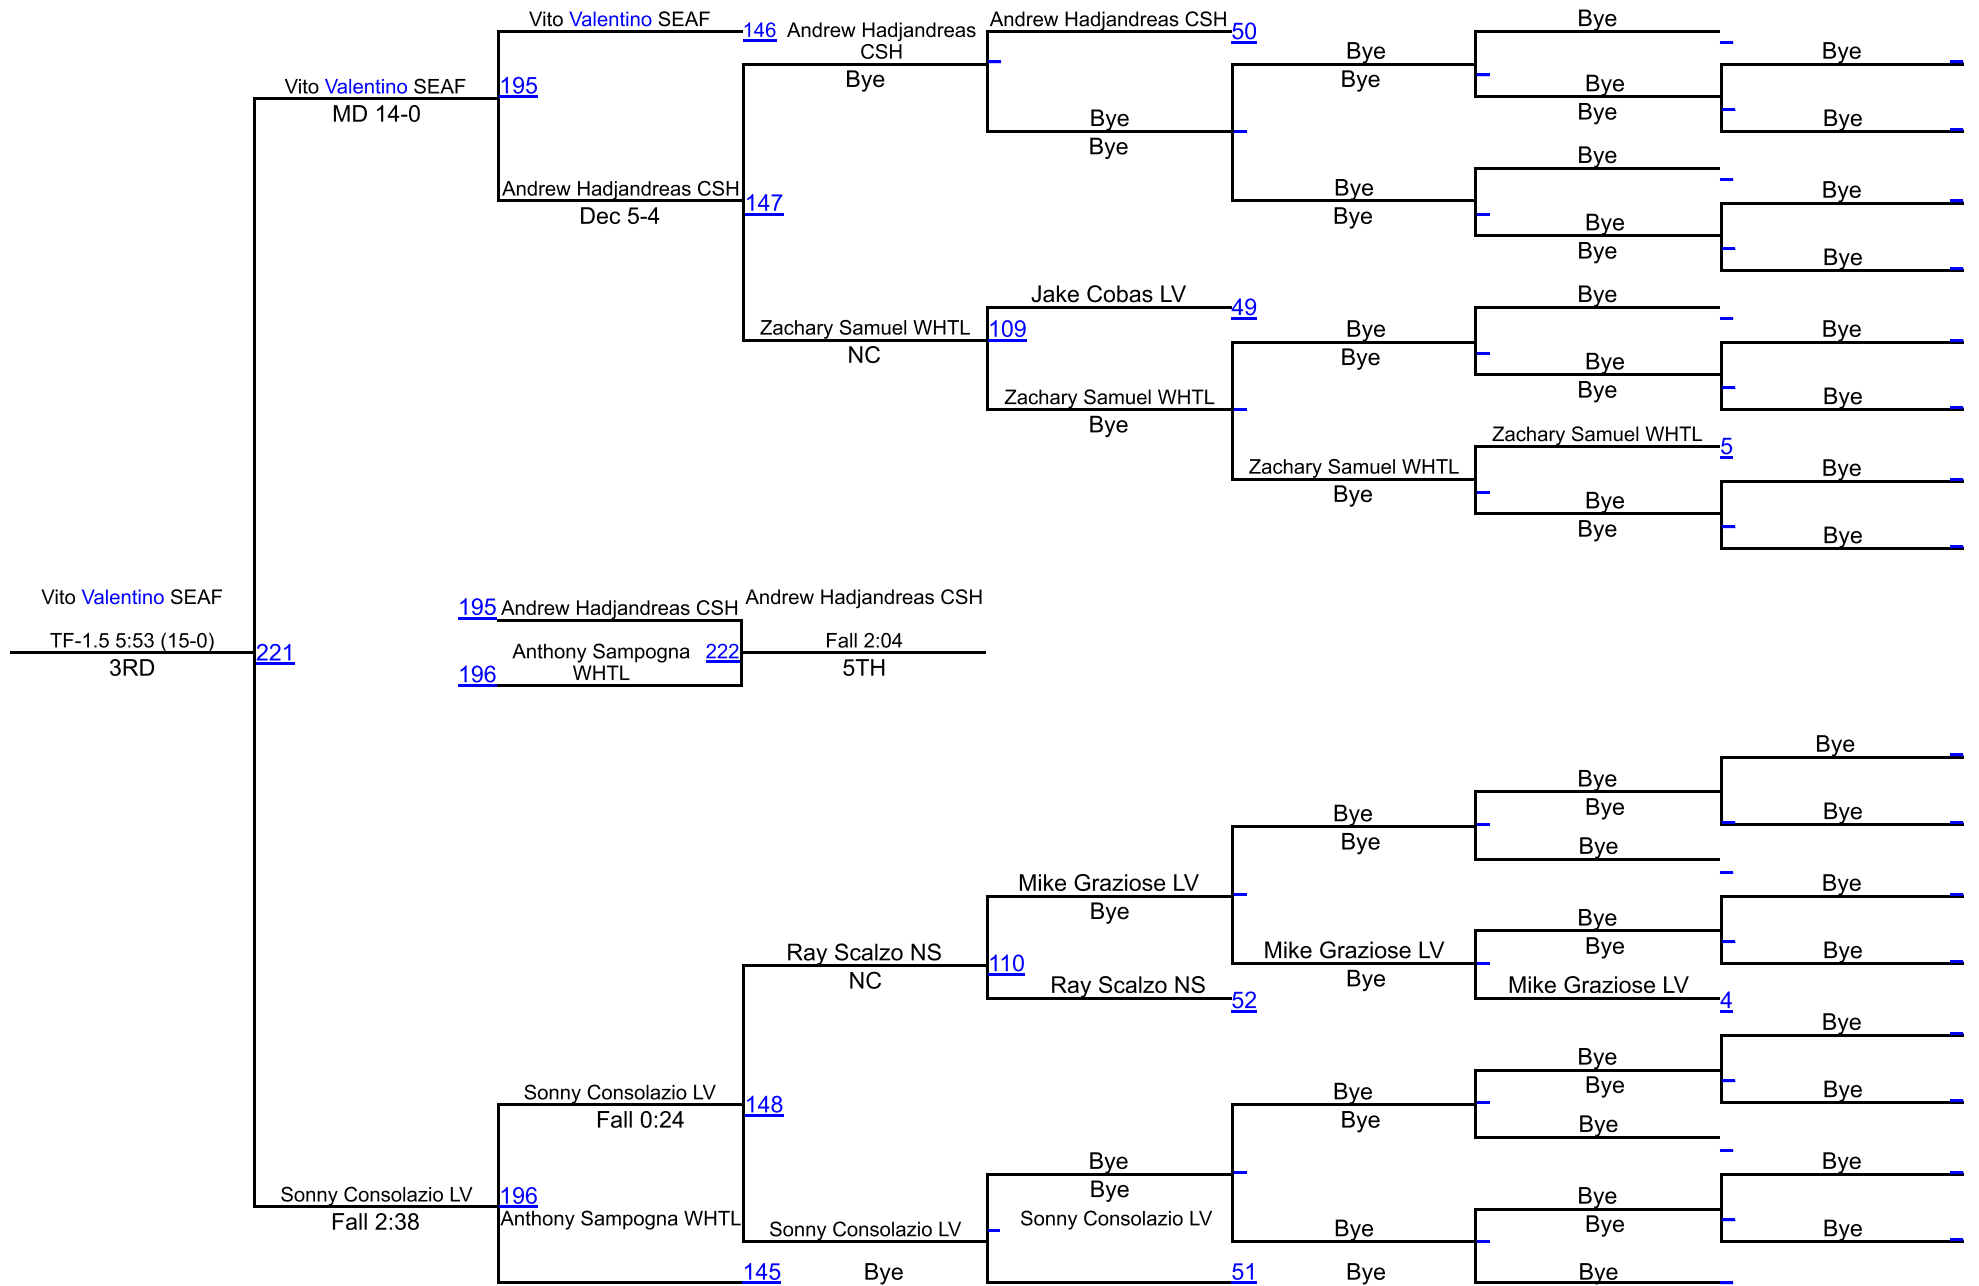 Vito Valentino SEAF
146
Andrew Hadjandreas
CSH
Bye
Andrew Hadjandreas CSH
50
Bye
Bye
Bye
Bye
Bye
Bye
Vito Valentino SEAF
195
MD 14-0
Bye
Bye
Bye
Bye
Andrew Hadjandreas CSH
147
Dec 5-4
Bye
Bye
Bye
Bye
Bye
Bye
Jake Cobas LV
49
Bye
Zachary Samuel WHTL
109
NC
Bye
Bye
Bye
Bye
Bye
Zachary Samuel WHTL
Bye
Bye
Zachary Samuel WHTL
5
Zachary Samuel WHTL
Bye
Bye
Bye
Bye
Bye
Vito Valentino SEAF
TF-1.5 5:53 (15-0)
3RD
221
195
Andrew Hadjandreas CSH
Anthony Sampogna
WHTL
196
222
Andrew Hadjandreas CSH
Fall 2:04
5TH
Bye
Bye
Bye
Bye
Bye
Bye
Bye
Mike Graziose LV
Bye
Bye
Bye
Bye
Ray Scalzo NS
NC
110
Mike Graziose LV
Bye
Bye
Ray Scalzo NS
52
Mike Graziose LV
4
Bye
Bye
Bye
Sonny Consolazio LV
Fall 0:24
148
Bye
Bye
Bye
Bye
Bye
Bye
Bye
Sonny Consolazio LV
196
Fall 2:38
Anthony Sampogna WHTL
Sonny Consolazio LV
Sonny Consolazio LV
Bye
Bye
Bye
Bye
145
Bye
51
Bye
Bye